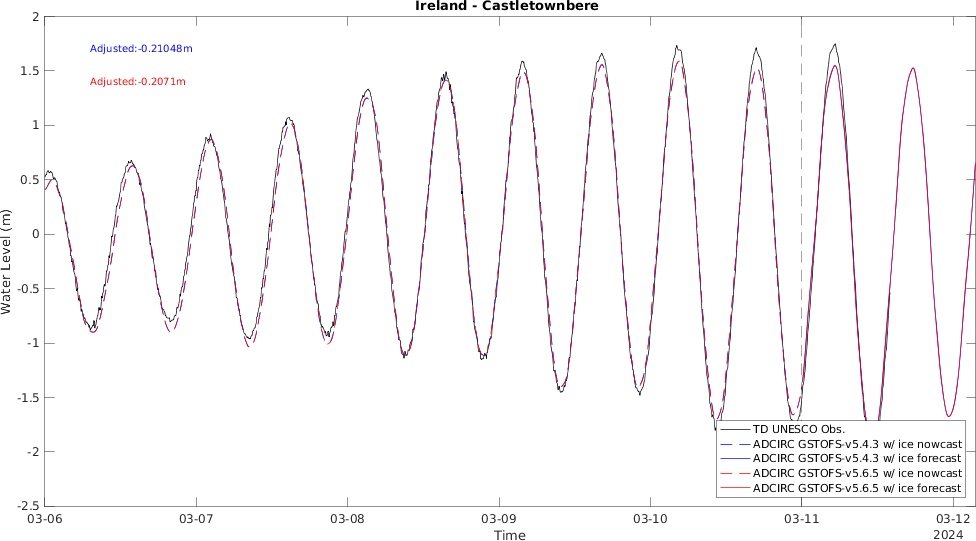 Ireland - Castletownbere
Adjusted:-0.21048m
Adjusted:-0.2071m
2
1.5
1
0.5
0
-0.5
-1
-1.5
-2
-2.5
Water Level (m)
TD UNESCO Obs.
ADCIRC GSTOFS-v5.4.3 w/ ice nowcast
ADCIRC GSTOFS-v5.4.3 w/ ice forecast
ADCIRC GSTOFS-v5.6.5 w/ ice nowcast
ADCIRC GSTOFS-v5.6.5 w/ ice forecast
03-06 03-07 03-08 03-09 03-10 03-11 03-12
Time
2024